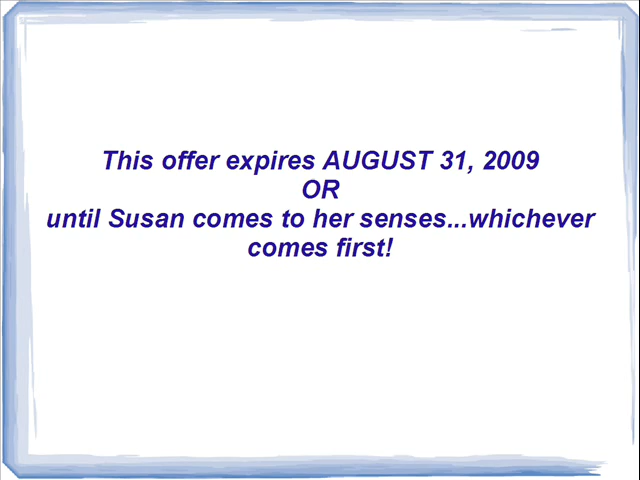 This offer expires AUGUST 31, 2009
OR
until Susan comes to her senses...whichever
comes first!